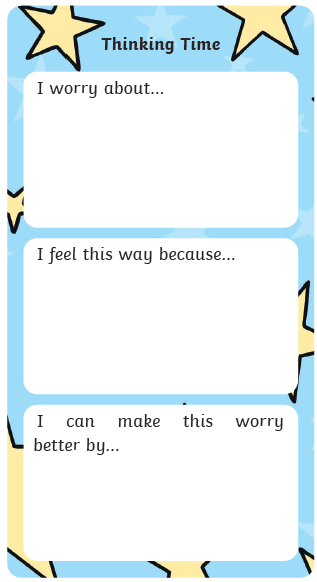 Thinking Time
I worry about...
I feel this way because...
I can make this worry
better by...